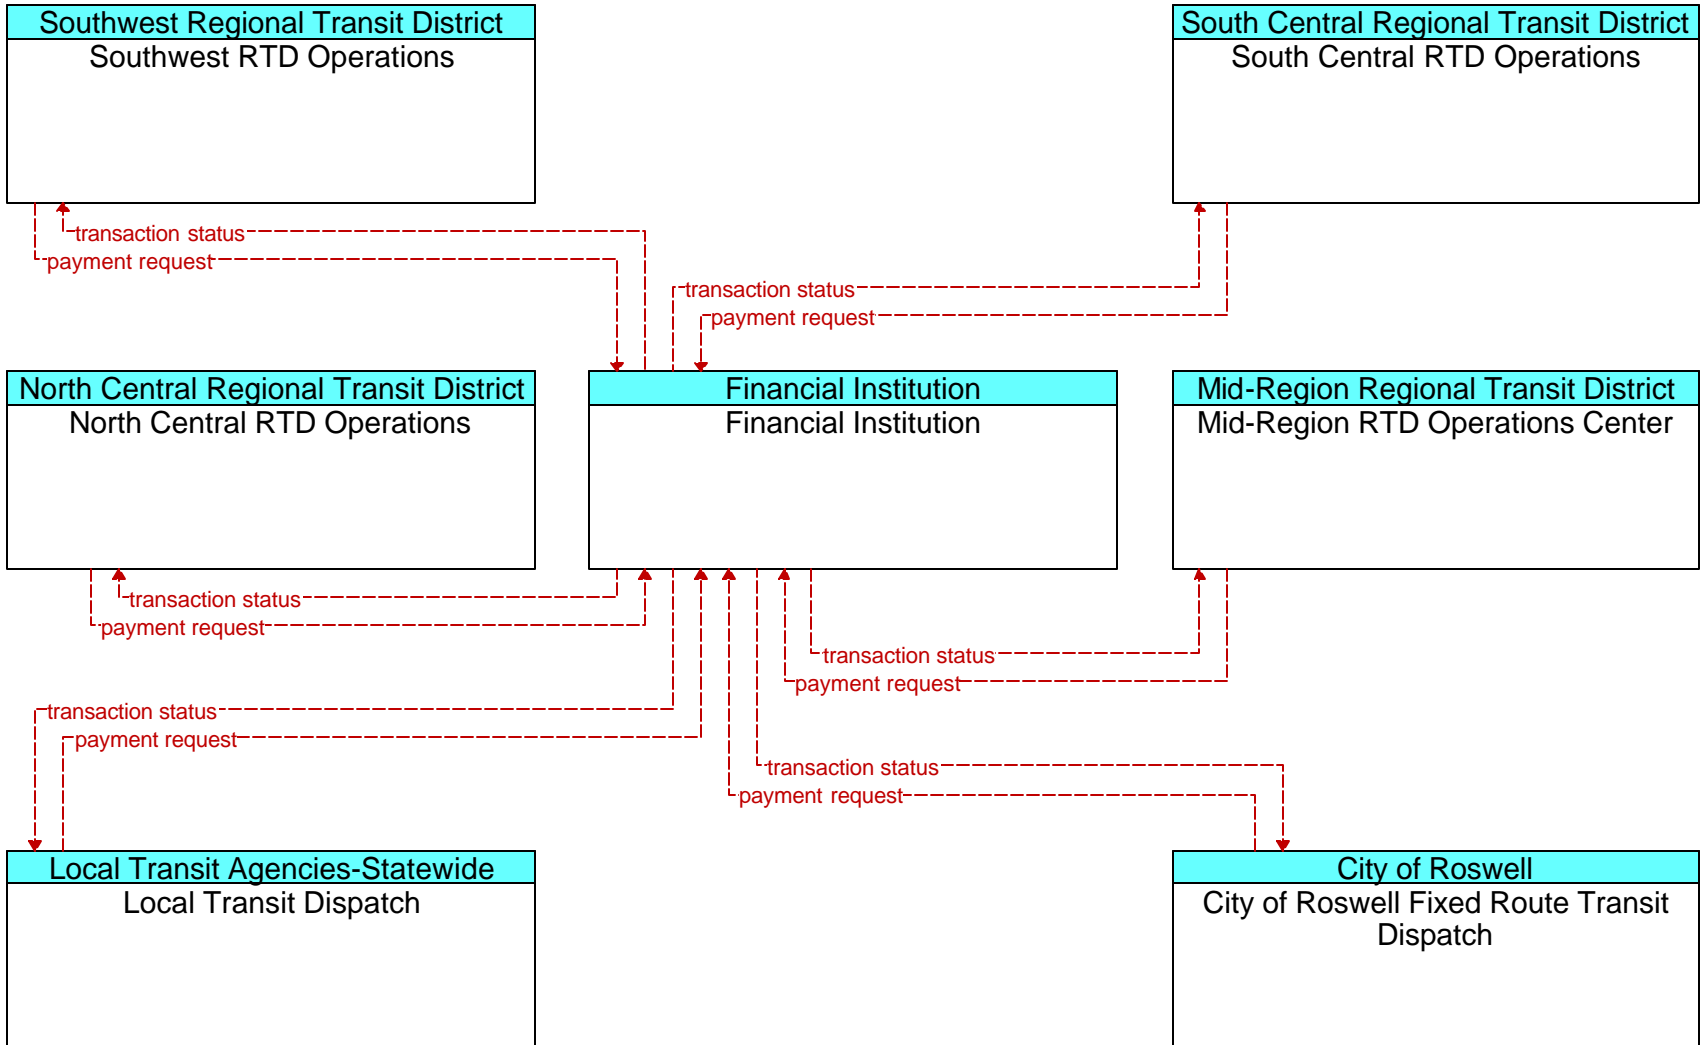 Southwest Regional Transit District
Southwest RTD Operations
South Central Regional Transit District
South Central RTD Operations
transaction status
payment request
transaction status
payment request
North Central Regional Transit District
North Central RTD Operations
Financial Institution
Financial Institution
Mid-Region Regional Transit District
Mid-Region RTD Operations Center
transaction status
payment request
transaction status
payment request
transaction status
payment request
transaction status
payment request
Local Transit Agencies-Statewide
Local Transit Dispatch
City of Roswell
City of Roswell Fixed Route Transit
Dispatch